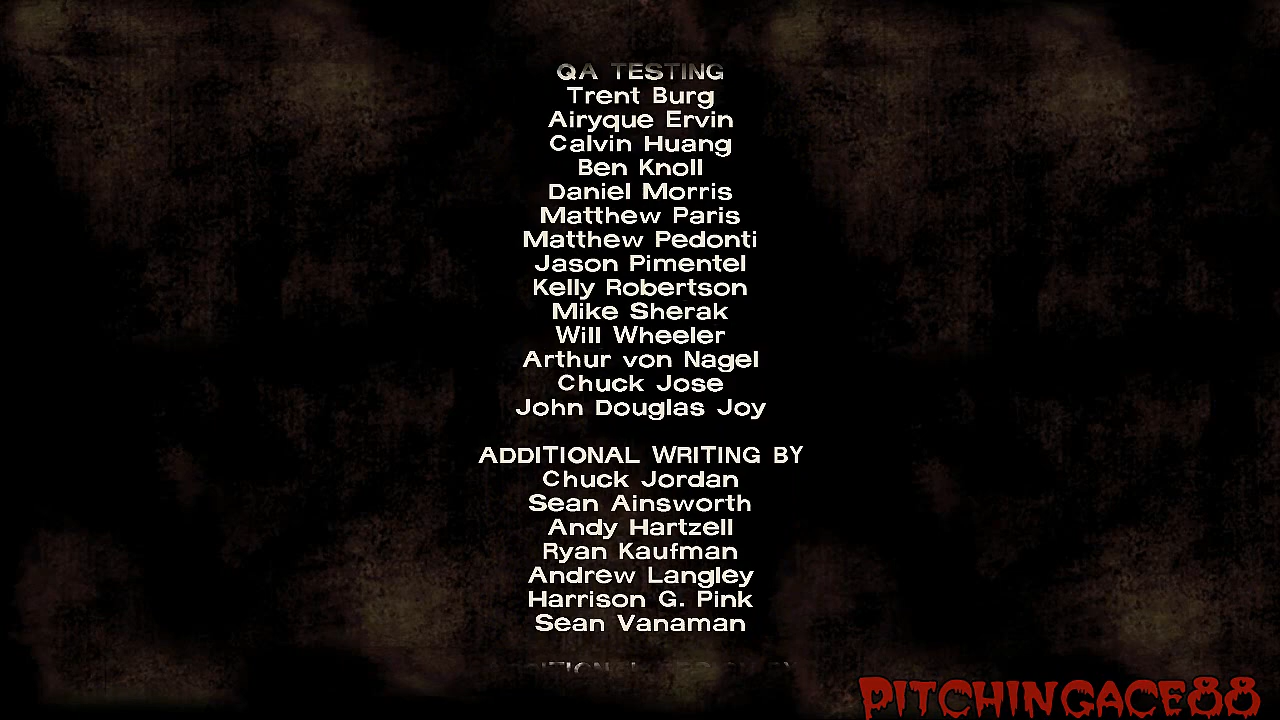 QA TESTING
Trent Burg
Airyque Ervin
Calvin Huang
Ben Knoll
Daniel Morris
Matthew Paris
Matthew Pedonti
Jason Pimentel
Kelly Robertson
Mike Sherak
Will Wheeler
Arthur von Nagel
Chuck Jose
John Douglas Joy
ADDITIONAL WRITING BY
Chuck Jordan
Sean Ainsworth
Andy Hartzell
Ryan Kaufman
Andrew Langley
Harrison G. Pink
Sean Vanaman
PITCHINGACE88